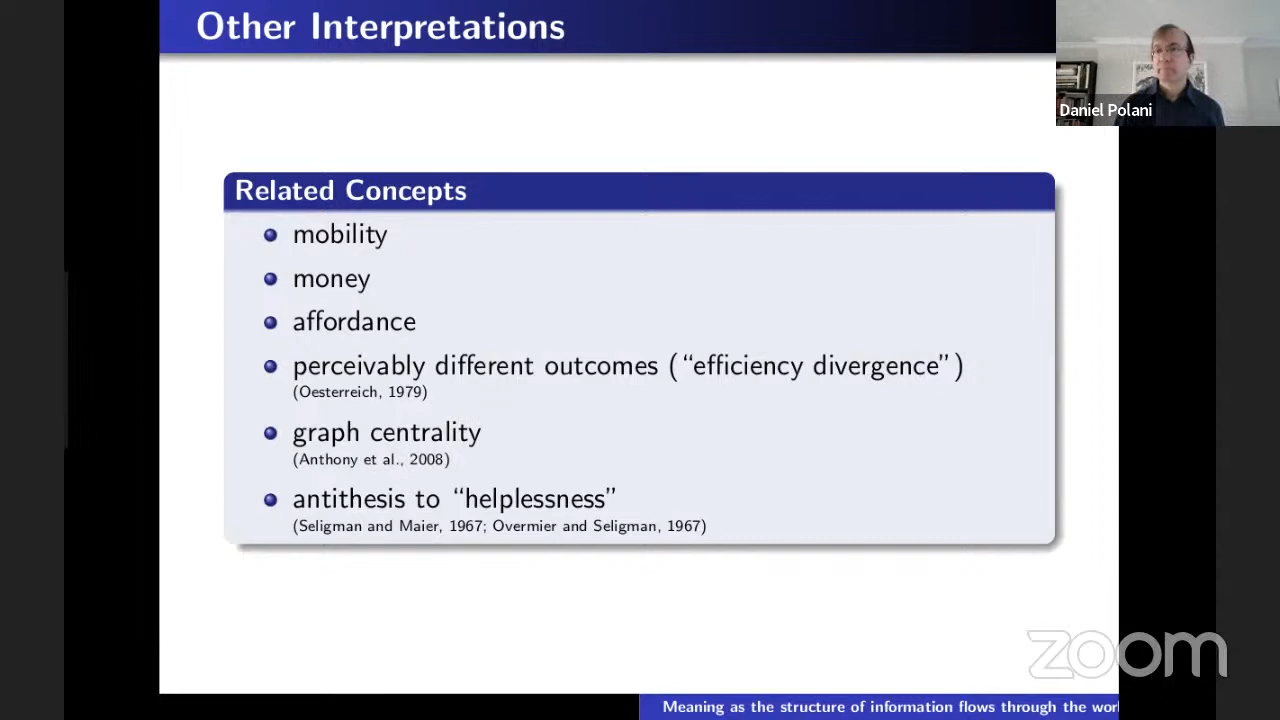 Other Interpretations
Daniel Polani
Related Concepts
mobility
money
affordance
perceivably different outcomes (“efficiency divergence”)
(Oesterreich, 1979)
graph centrality
(Anthony et al., 2008)
antithesis to “helplessness”
(Seligman and Maier, 1967; Overmier and Seligman, 1967)
zoom
Meaning as the structure of information flows through the